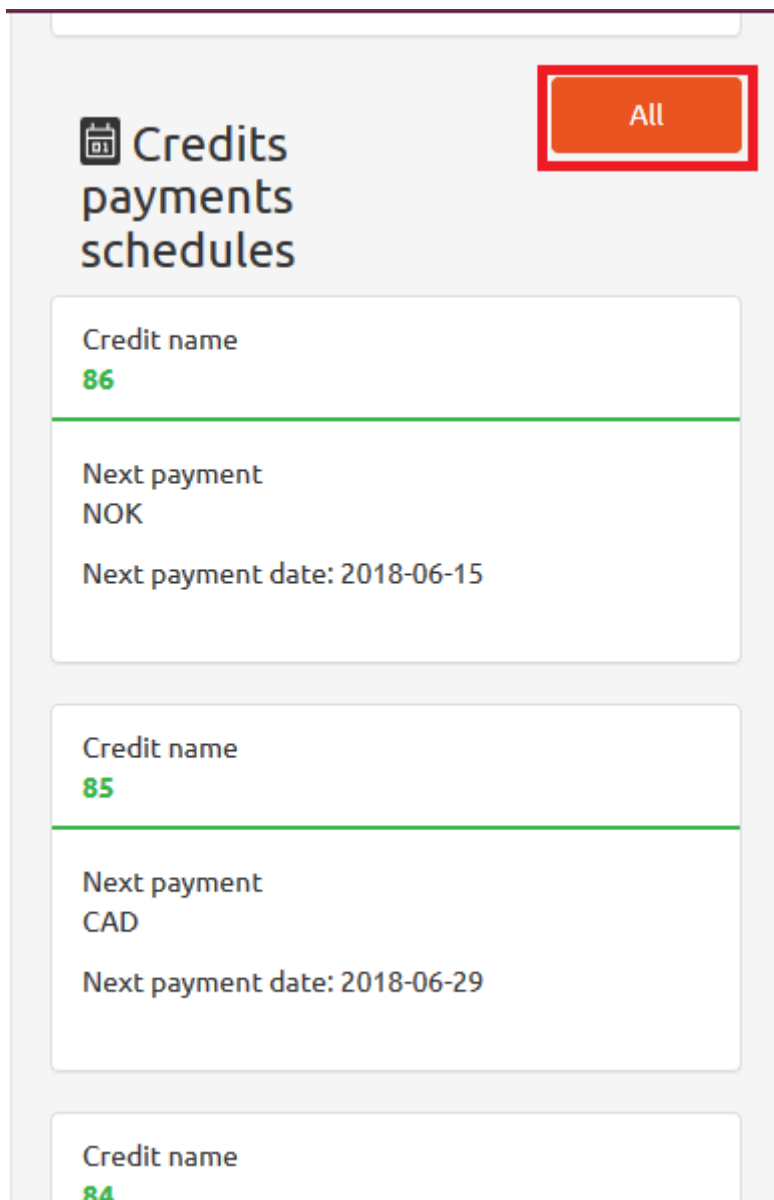 All
Credits
payments
schedules
Credit name
86
Next payment
NOK
Next payment date: 2018-06-15
Credit name
85
Next payment
CAD
Next payment date: 2018-06-29
Credit name
84